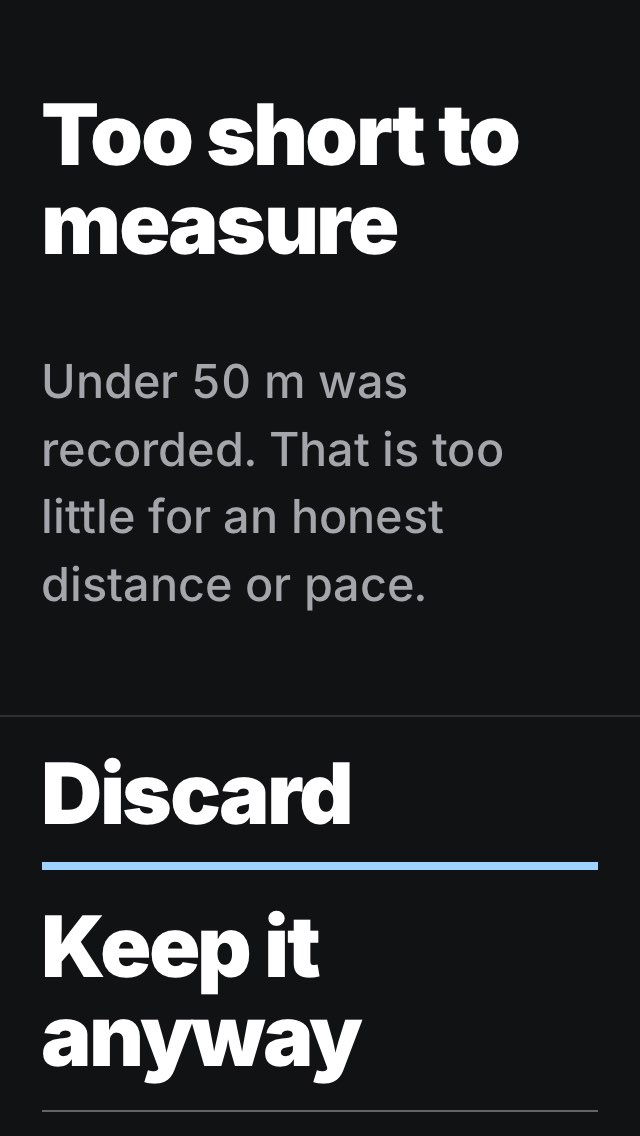 Too short to
measure
Under 50 m was
recorded. That is too
little for an honest
distance or pace.
Discard
Keep it
anyway